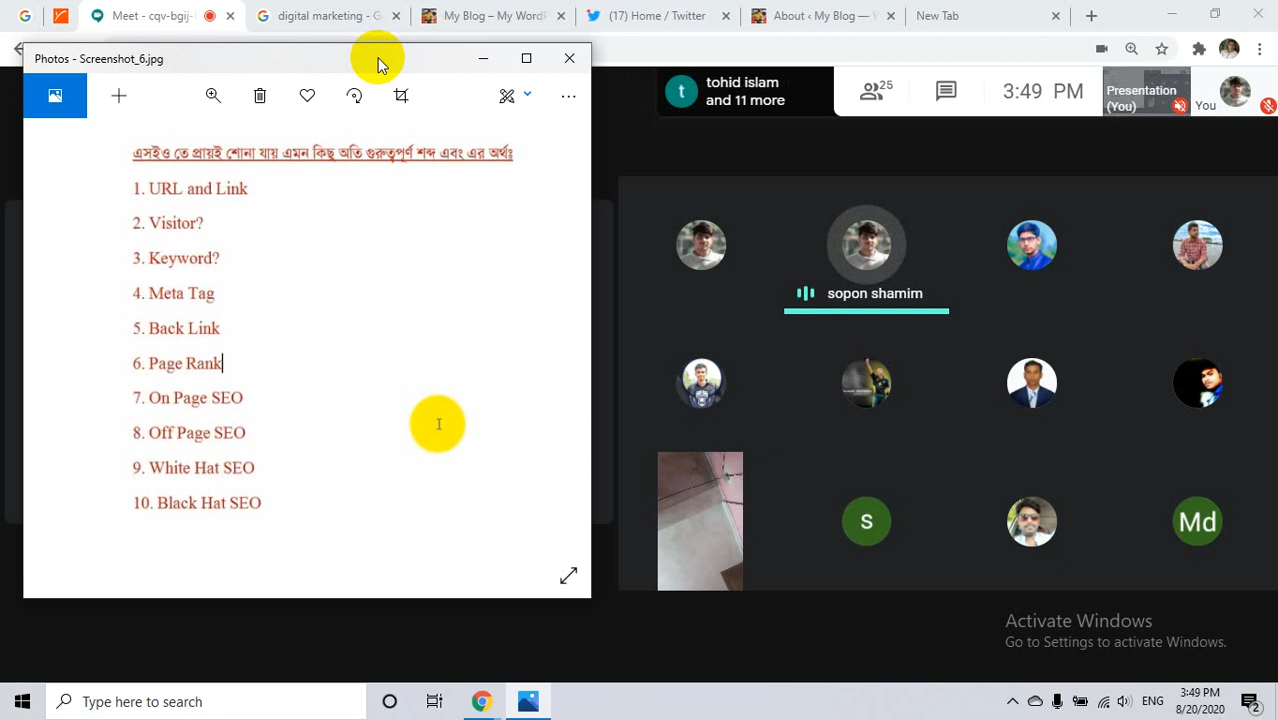 Meet - cqv-bgij-
digital marketing - G
My Blog – My WordP
(17) Home / Twitter
About ‹ My Blog —
New Tab
Photos - Screenshot_6.jpg
t
tohid islam
and 11 more
25
3:49 PM
Presentation
(You)
You
এসইও তে প্রায়ই শোনা যায় এমন কিছু অতি গুরুত্বপূর্ণ শব্দ এবং এর অর্থঃ
1. URL and Link
2. Visitor?
3. Keyword?
4. Meta Tag
5. Back Link
6. Page Rank
7. On Page SEO
8. Off Page SEO
9. White Hat SEO
10. Black Hat SEO
sopon shamim
s
Md
Activate Windows
Go to Settings to activate Windows.
Type here to search
ENG
3:49 PM
8/20/2020
2